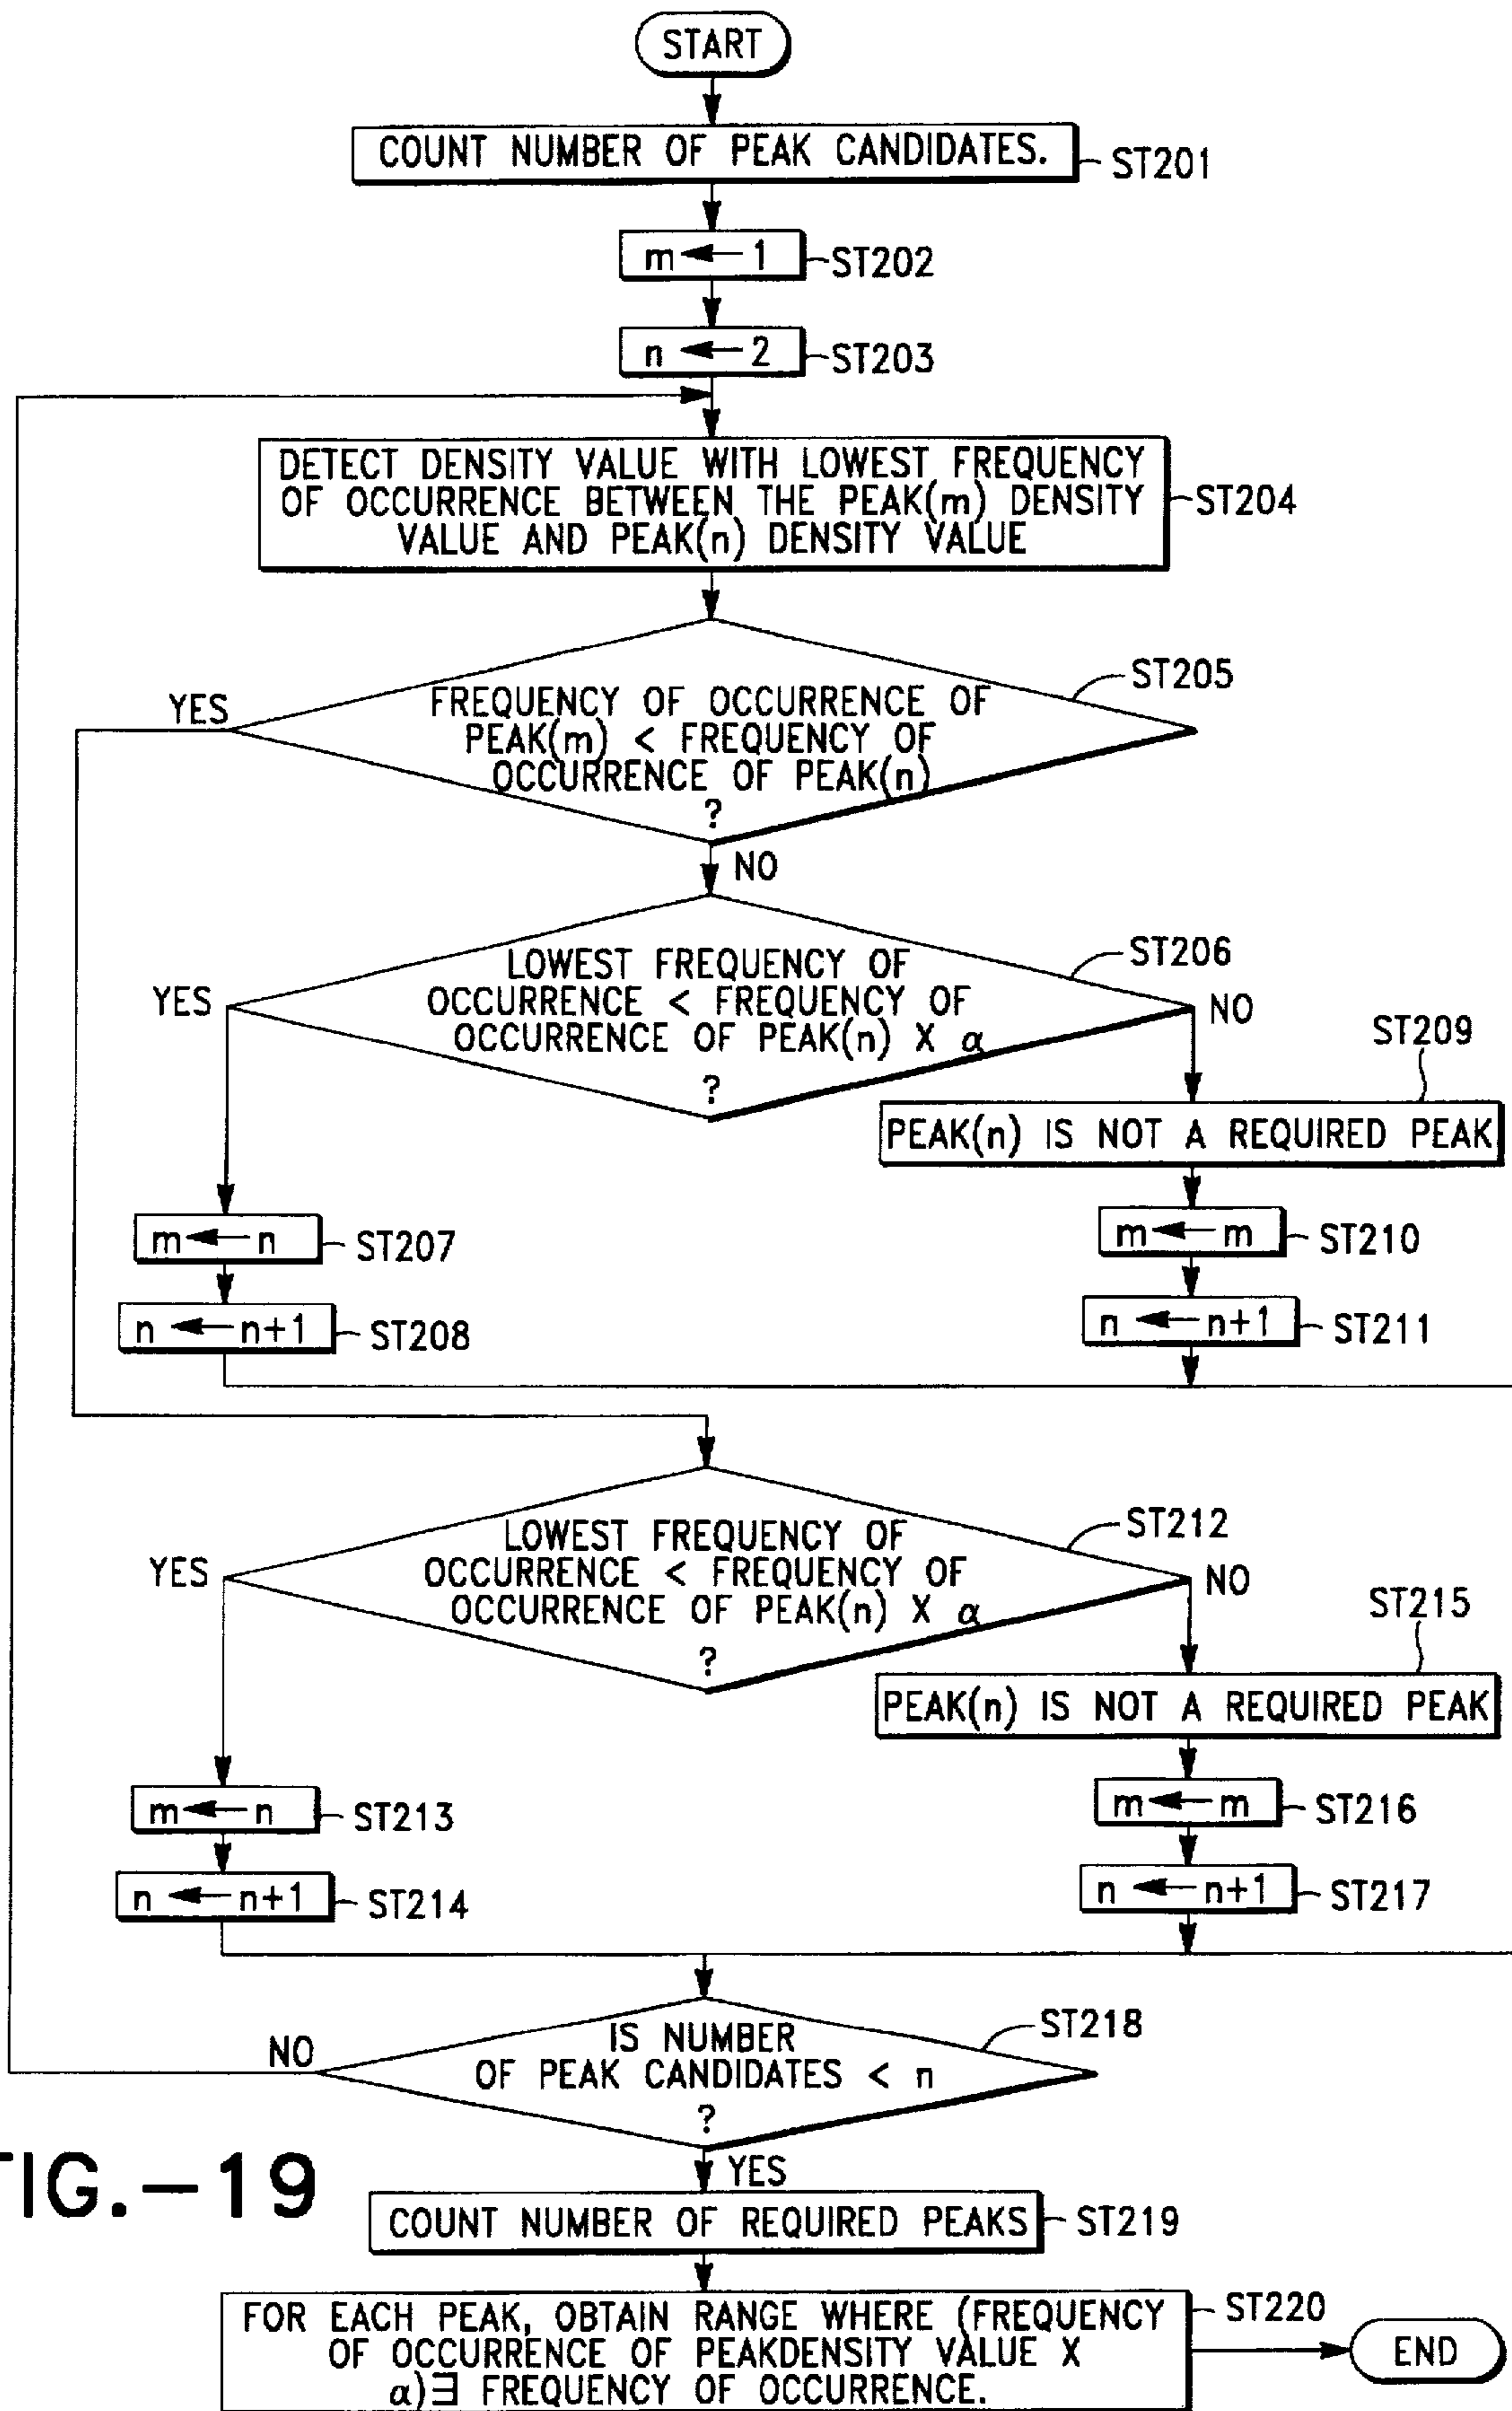 START
COUNT NUMBER OF PEAK CANDIDATES.
ST201
m ← 1
ST202
n ← 2
ST203
DETECT DENSITY VALUE WITH LOWEST FREQUENCY
OF OCCURRENCE BETWEEN THE PEAK(m) DENSITY
VALUE AND PEAK(n) DENSITY VALUE
ST204
ST205
YES
FREQUENCY OF OCCURRENCE OF
PEAK(m) < FREQUENCY OF
OCCURRENCE OF PEAK(n)
?
NO
ST206
YES
LOWEST FREQUENCY OF
OCCURRENCE < FREQUENCY OF
OCCURRENCE OF PEAK(n) X α
?
NO
ST209
PEAK(n) IS NOT A REQUIRED PEAK
m ← n
ST207
m ← m
ST210
n ← n+1
ST208
n ← n+1
ST211
ST212
YES
LOWEST FREQUENCY OF
OCCURRENCE < FREQUENCY OF
OCCURRENCE OF PEAK(n) X α
?
NO
ST215
PEAK(n) IS NOT A REQUIRED PEAK
m ← n
ST213
m ← m
ST216
n ← n+1
ST214
n ← n+1
ST217
ST218
NO
IS NUMBER
OF PEAK CANDIDATES < n
?
YES
IG.-19
COUNT NUMBER OF REQUIRED PEAKS
ST219
FOR EACH PEAK, OBTAIN RANGE WHERE (FREQUENCY
OF OCCURRENCE OF PEAKDENSITY VALUE X
α)∃ FREQUENCY OF OCCURRENCE.
ST220
END